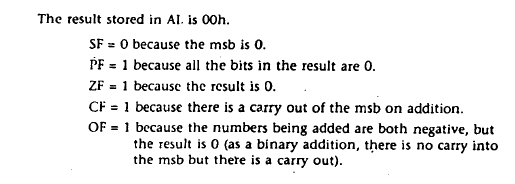 The result stored in AL is 00h.
SF = 0 because the msb is 0.
PF = 1 because all the bits in the result are 0.
ZF = 1 because the result is 0.
CF = 1 because there is a carry out of the msb on addition.
OF = 1 because the numbers being added are both negative, but
the result is 0 (as a binary addition, there is no carry into
the msb but there is a carry out).